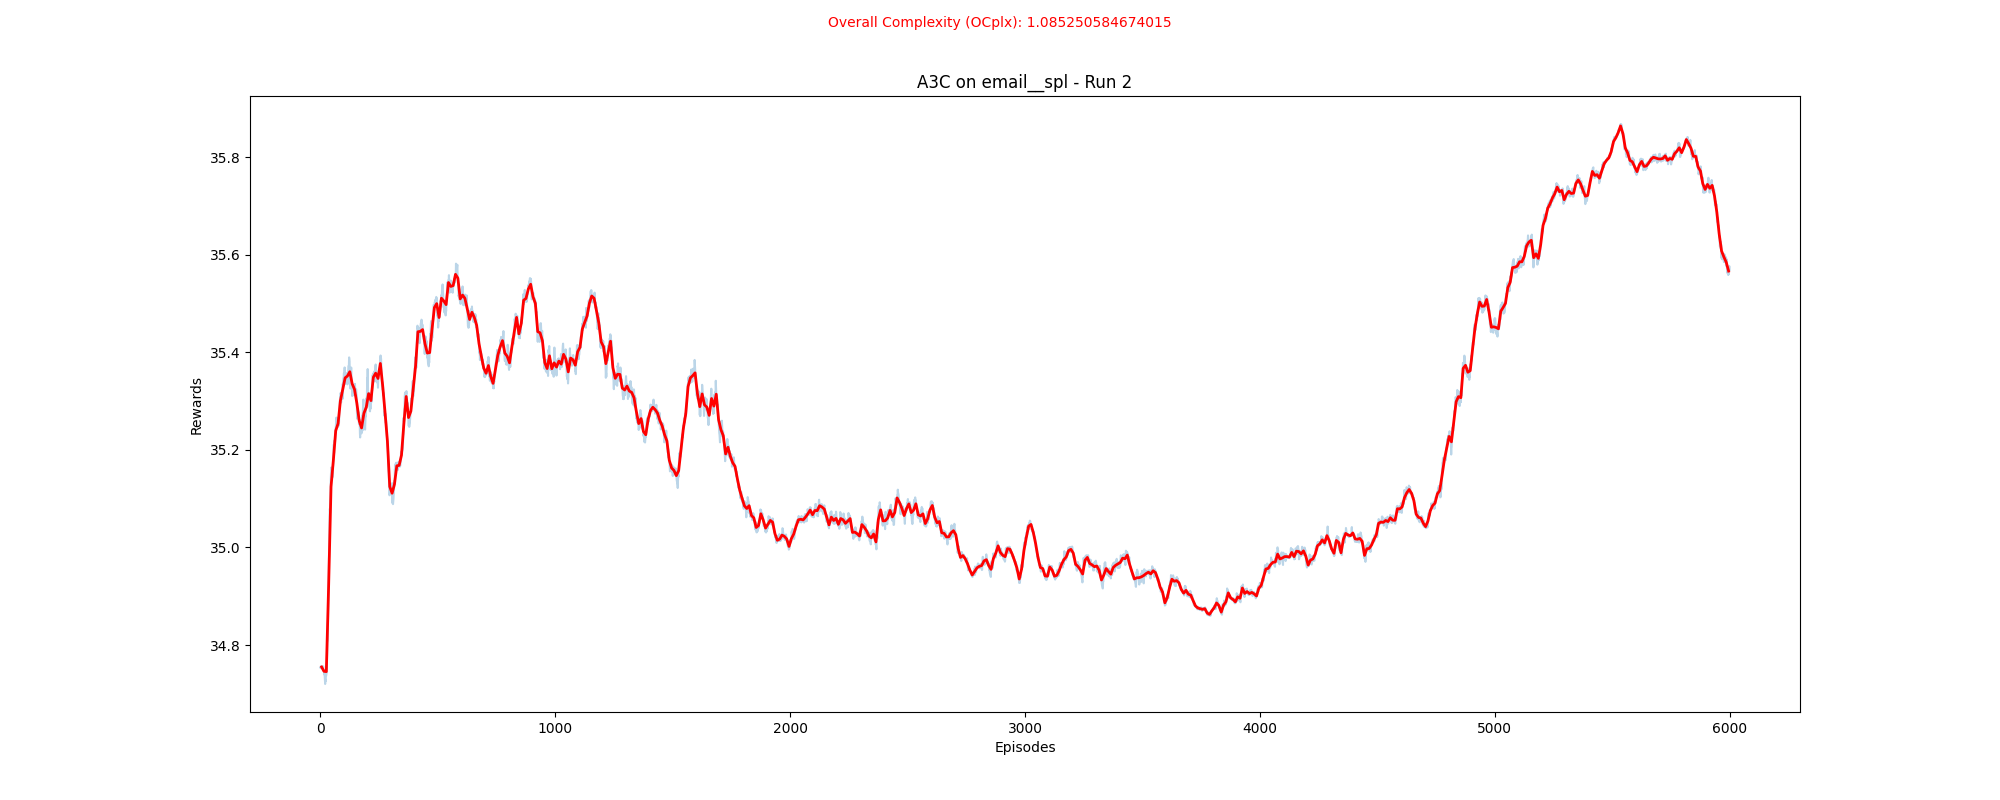 Overall Complexity (OCplx): 1.085250584674015
A3C on email__spl - Run 2
35.8
35.6
35.4
35.2
35.0
34.8
Rewards
0 1000 2000 3000 4000 5000 6000
Episodes